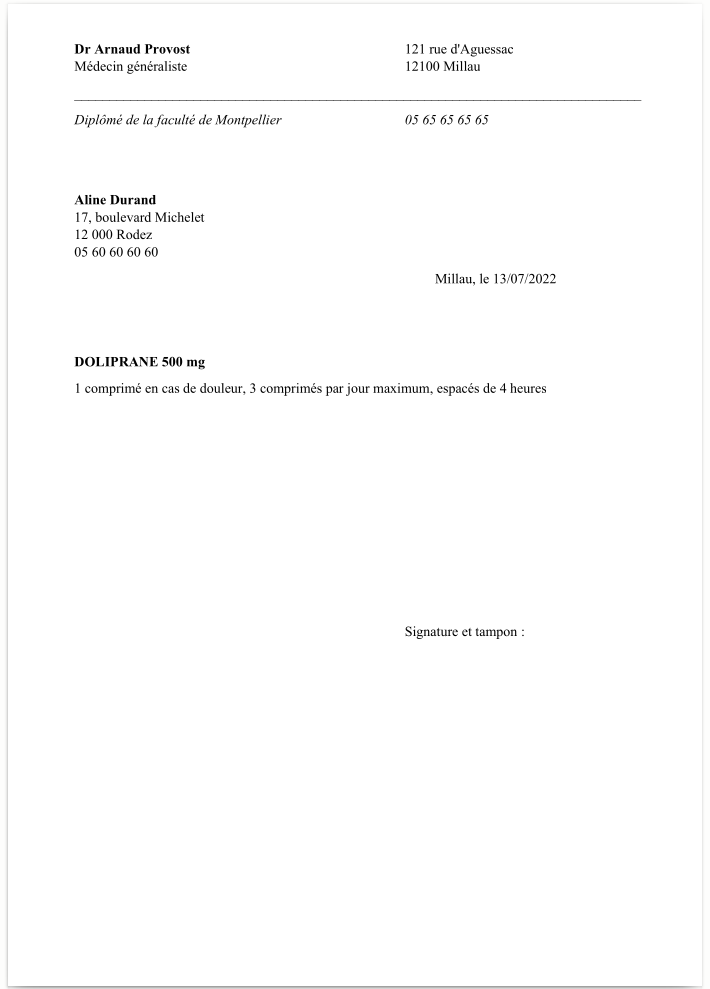 Dr Arnaud Provost
121 rue d'Aguessac
Médecin généraliste
12100 Millau
Diplômé de la faculté de Montpellier
05 65 65 65 65
Aline Durand
17, boulevard Michelet
12 000 Rodez
05 60 60 60 60
Millau, le 13/07/2022
DOLIPRANE 500 mg
1 comprimé en cas de douleur, 3 comprimés par jour maximum, espacés de 4 heures
Signature et tampon :